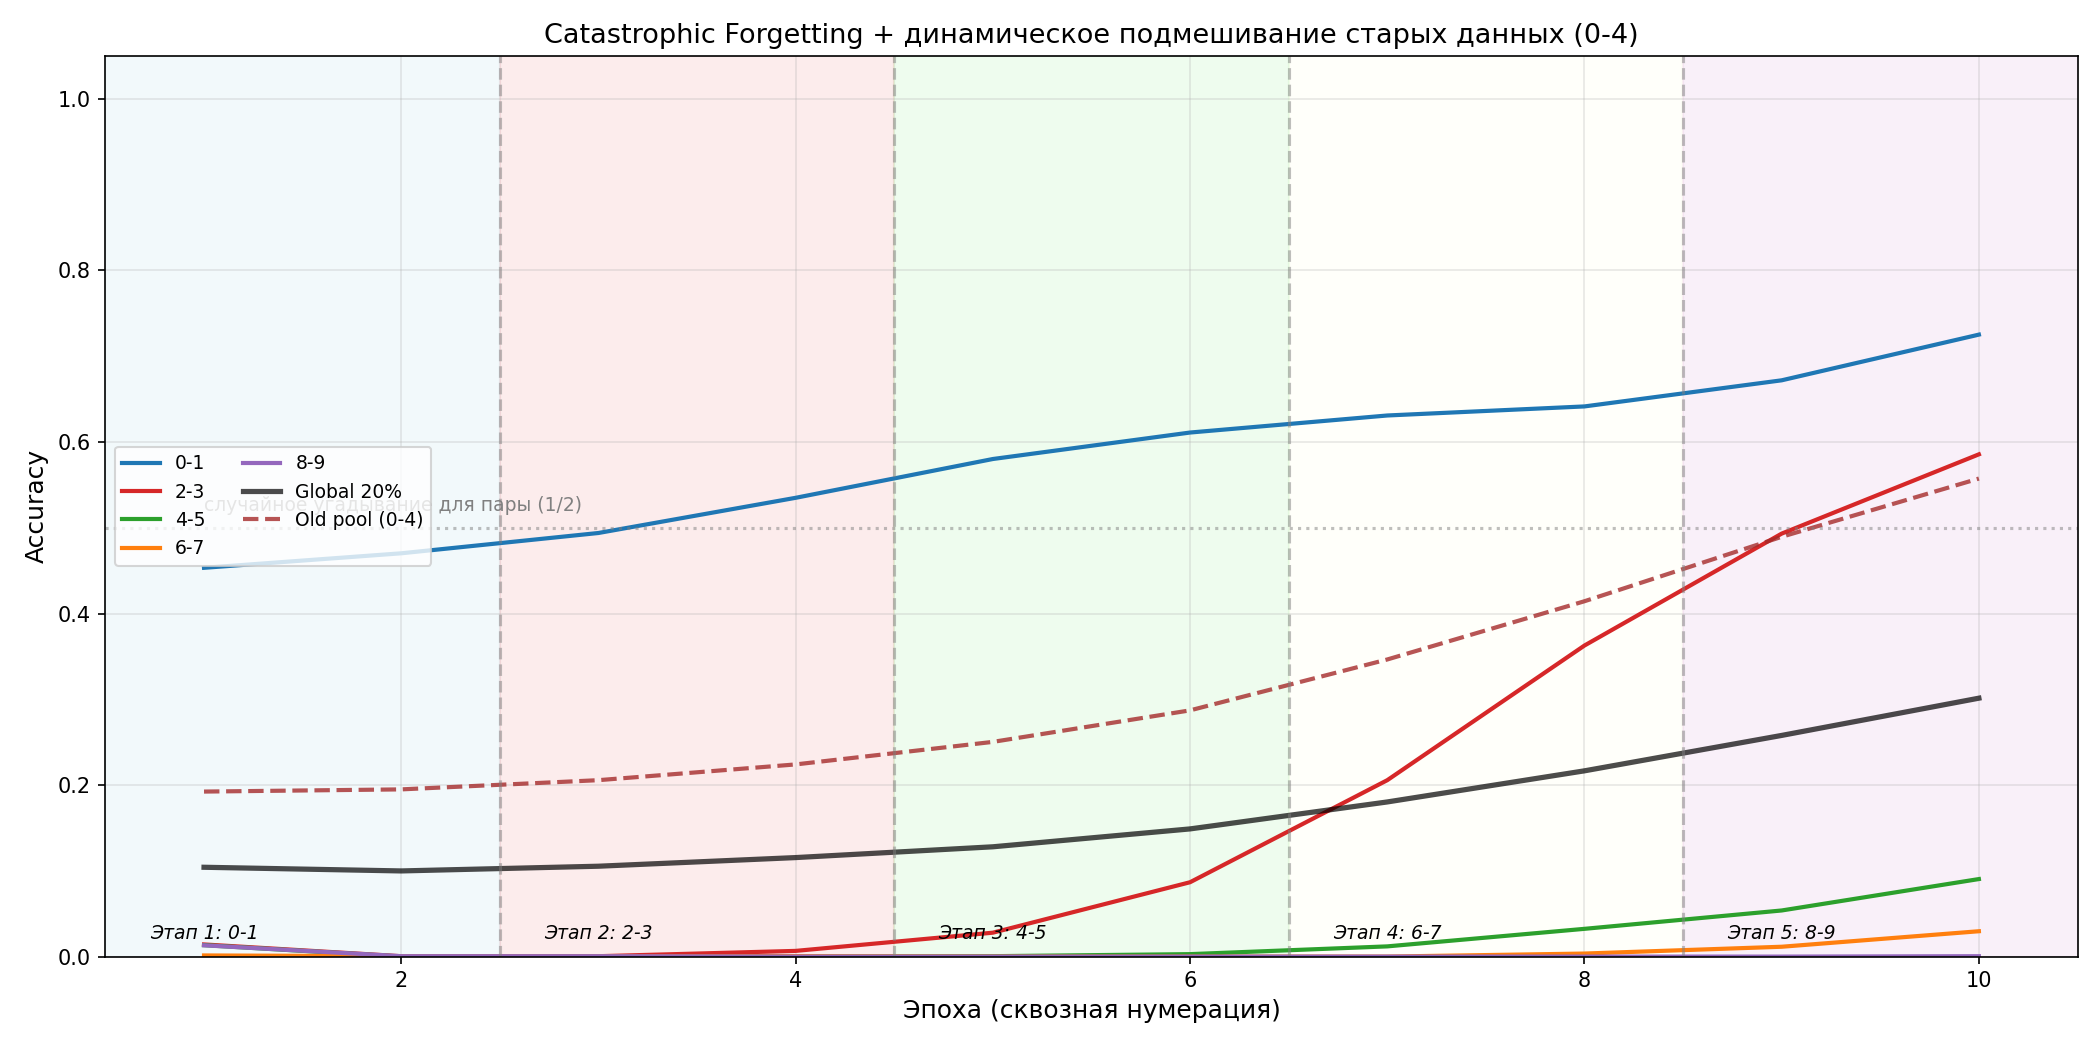 Catastrophic Forgetting + динамическое подмешивание старых данных (0-4)
Accuracy
1.0
0.8
0.6
0.4
0.2
0.0
0-1
2-3
4-5
6-7
8-9
Global 20%
Old pool (0-4)
случайное угадывание для пары (1/2)
Этап 1: 0-1
Этап 2: 2-3
Этап 3: 4-5
Этап 4: 6-7
Этап 5: 8-9
2
4
6
8
10
Эпоха (сквозная нумерация)